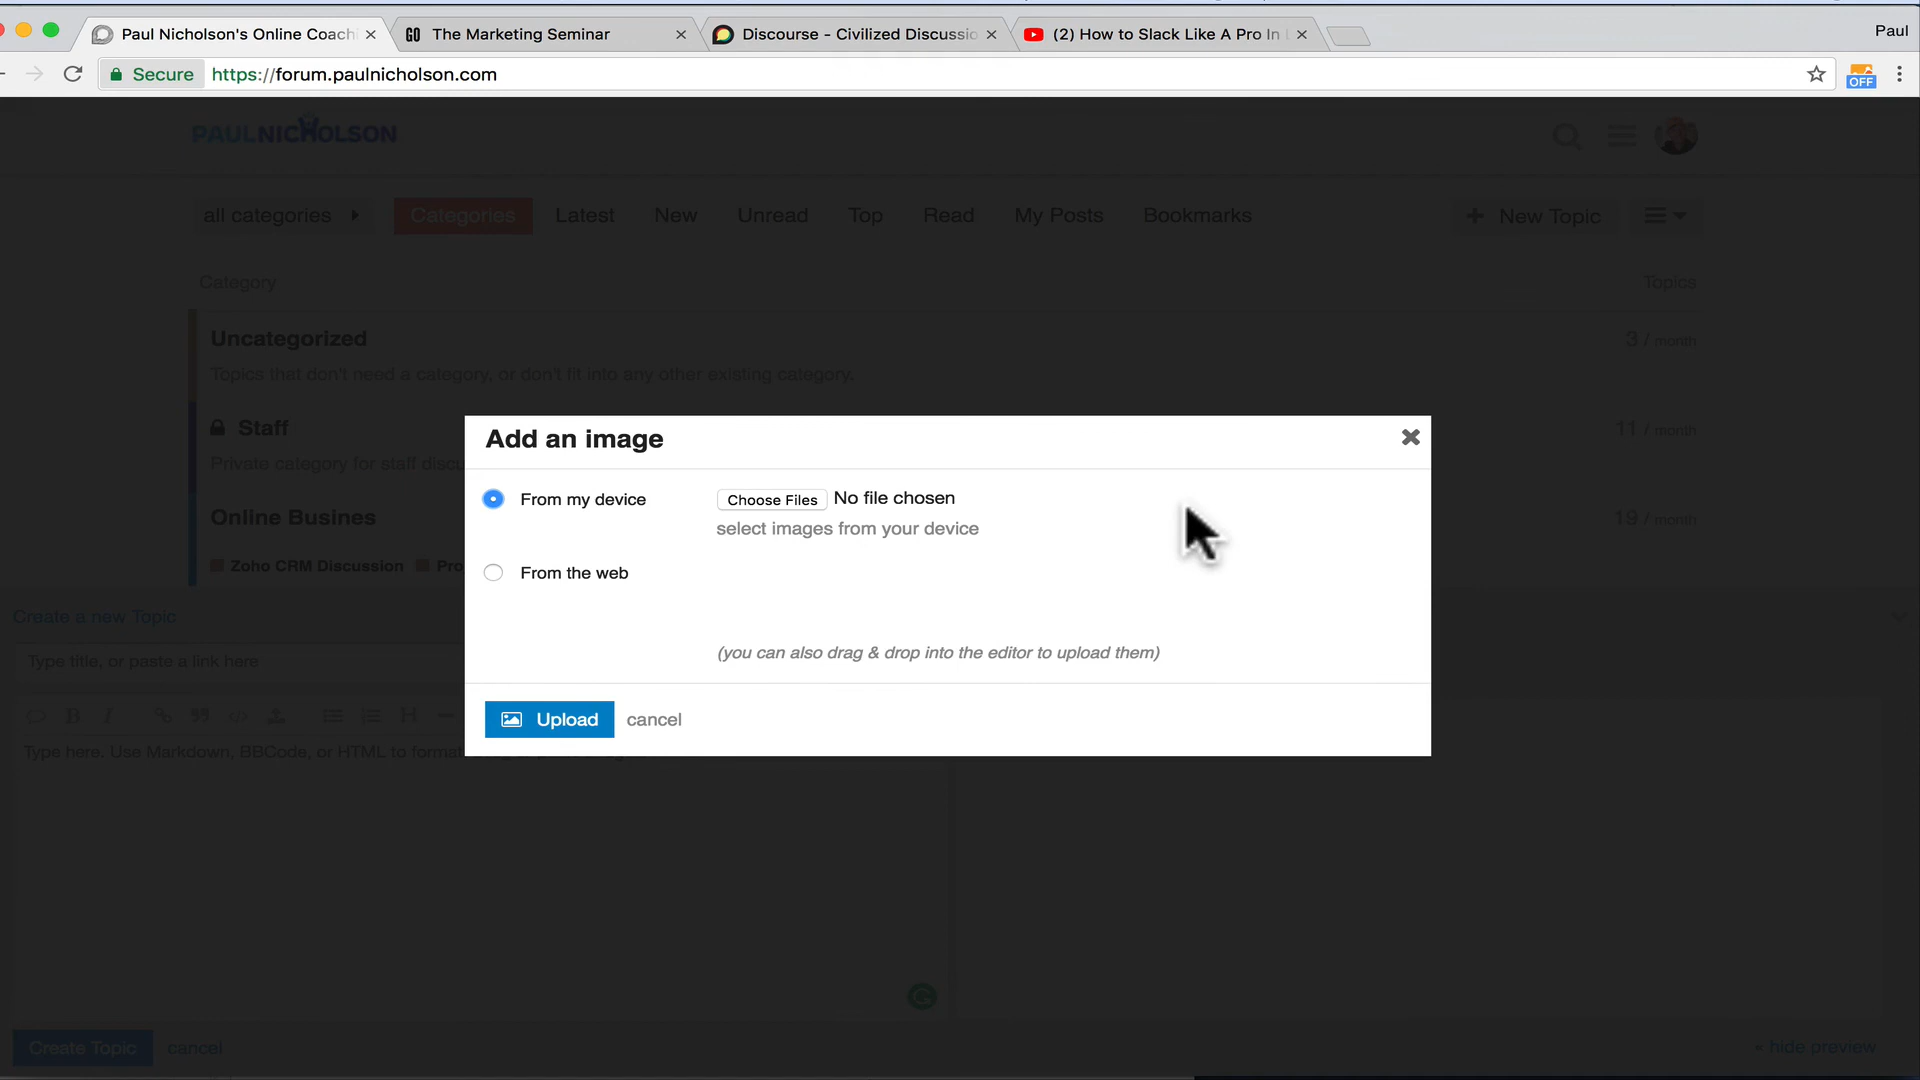 Paul Nicholson's Online Coachi
The Marketing Seminar
Discourse - Civilized Discussio
(2) How to Slack Like A Pro In
Paul
Secure https://forum.paulnicholson.com
OFF
PAULNICHOLSON
all categories
Categories
Latest
New
Unread
Top
Read
My Posts
Bookmarks
+ New Topic
Category
Topics
Uncategorized
3 / month
Topics that don't need a category, or don't fit into any other existing category.
Staff
11 / month
Private category for staff discu
Online Busines
19 / month
Zoho CRM Discussion
Pro
Add an image
From my device
Choose Files No file chosen
select images from your device
From the web
(you can also drag & drop into the editor to upload them)
Upload
cancel
Create a new Topic
Type title, or paste a link here
Type here. Use Markdown, BBCode, or HTML to format
Create Topic
cancel
« hide preview